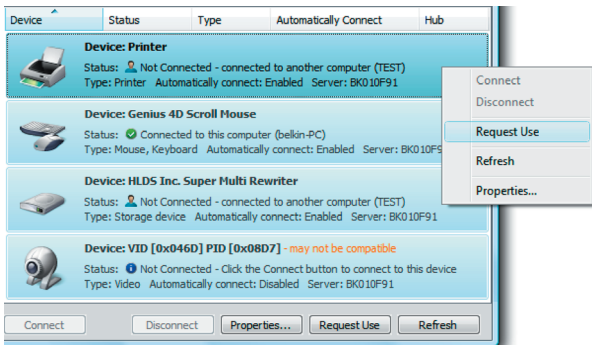 Device Status Type Automatically Connect Hub
Device: Printer
Status: Not Connected - connected to another computer (TEST)
Type: Printer Automatically connect: Enabled Server: BK010F91
Device: Genius 4D Scroll Mouse
Status: Connected to this computer (belkin-PC)
Type: Mouse, Keyboard Automatically connect: Enabled Server: BK010F9
Device: HLDS Inc. Super Multi Rewriter
Status: Not Connected - connected to another computer (TEST)
Type: Storage device Automatically connect: Enabled Server: BK010F91
Device: VID [0x046D] PID [0x08D7] - may not be compatible
Status: Not Connected - Click the Connect button to connect to this device
Type: Video Automatically connect: Disabled Server: BK010F91
Connect Disconnect Properties... Request Use Refresh
Connect
Disconnect
Request Use
Refresh
Properties...